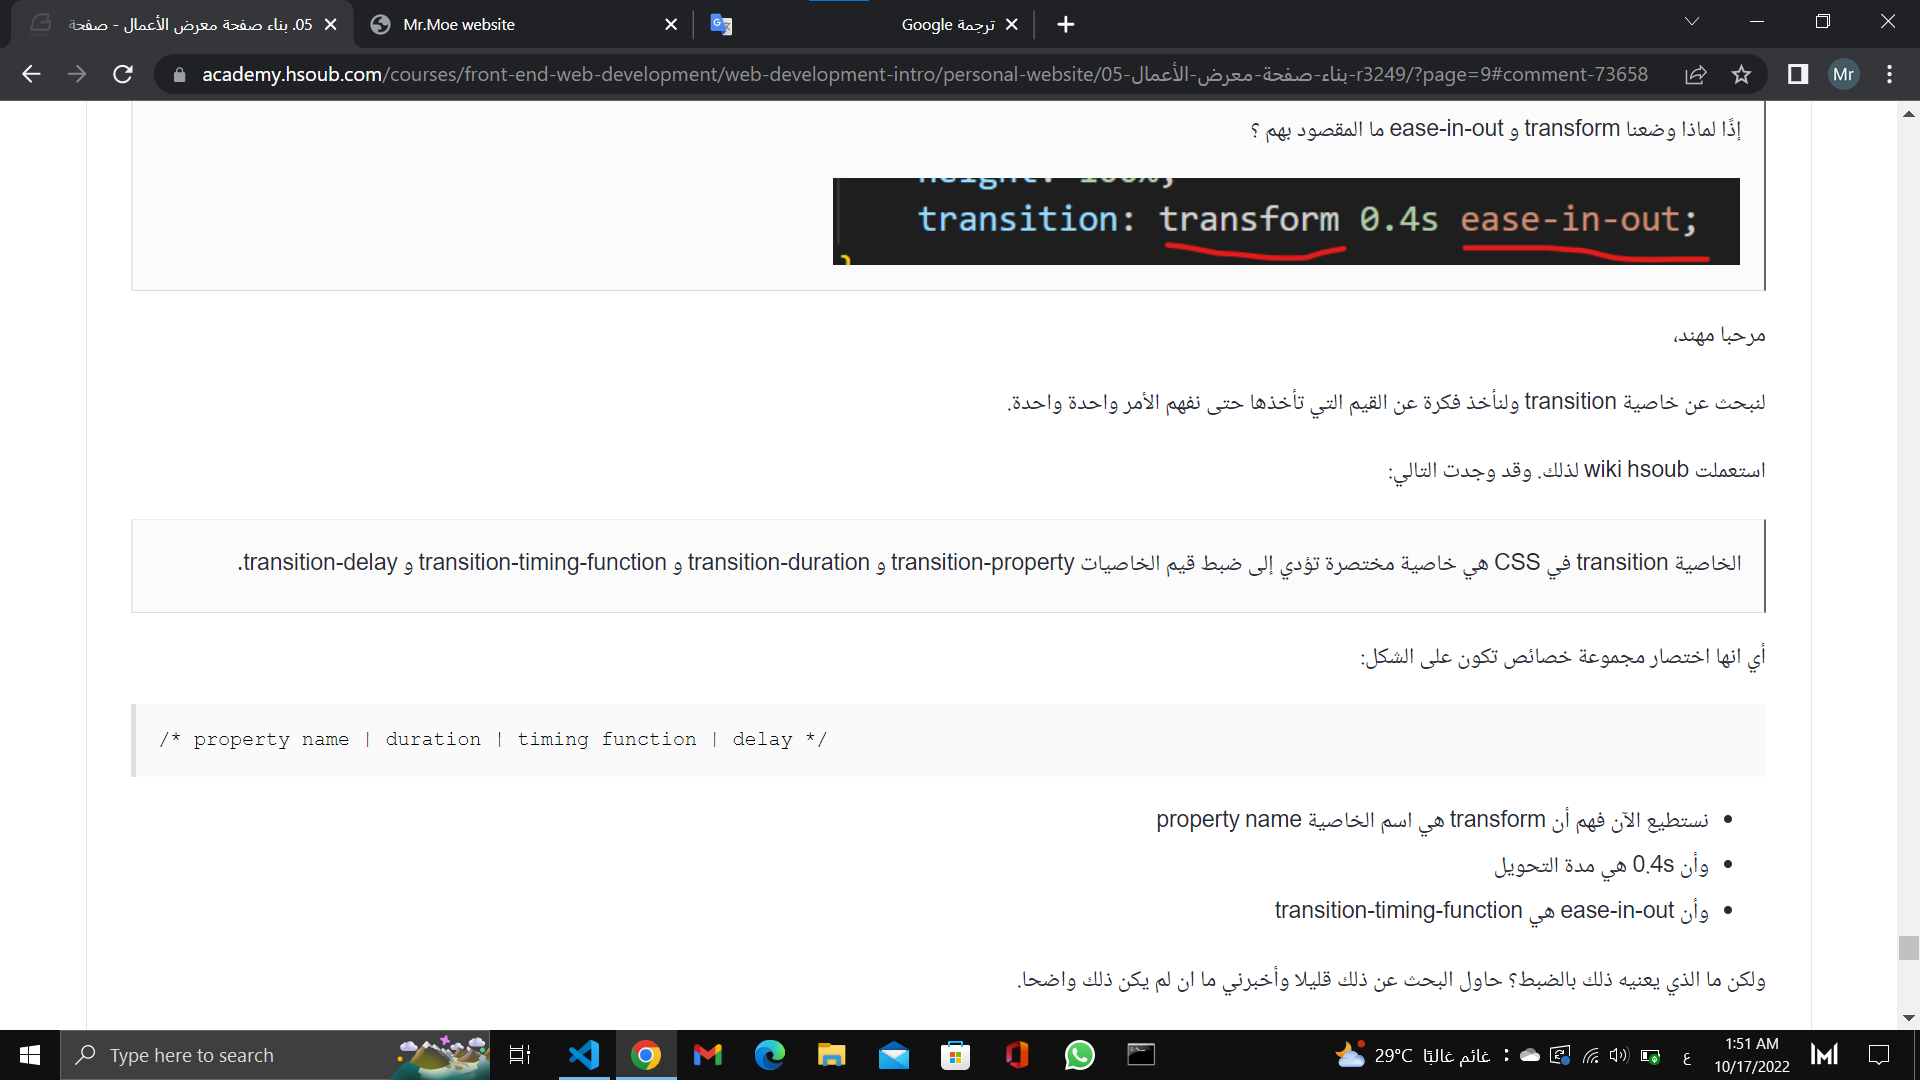 05. بناء صفحة معرض الأعمال - صفحة
Mr.Moe website
ترجمة Google
academy.hsoub.com/courses/front-end-web-development/web-development-intro/personal-website/05-بناء-صفحة-معرض-الأعمال-r3249/?page=9#comment-73658
Mr
إذًا لماذا وضعنا transform و ease-in-out ما المقصود بهم ؟
height: 100%;
transition: transform 0.4s ease-in-out;
}
مرحبا مهند،
لنبحث عن خاصية transition ولنأخذ فكرة عن القيم التي تأخذها حتى نفهم الأمر واحدة واحدة.
استعملت wiki hsoub لذلك. وقد وجدت التالي:
الخاصية transition في CSS هي خاصية مختصرة تؤدي إلى ضبط قيم الخاصيات transition-property و transition-duration و transition-timing-function و transition-delay.
أي انها اختصار مجموعة خصائص تكون على الشكل:
/* property name | duration | timing function | delay */
نستطيع الآن فهم أن transform هي اسم الخاصية property name
وأن 0.4s هي مدة التحويل
وأن ease-in-out هي transition-timing-function
ولكن ما الذي يعنيه ذلك بالضبط؟ حاول البحث عن ذلك قليلا وأخبرني ما ان لم يكن ذلك واضحا.
Type here to search
29°C غائم غالبًا
ع
1:51 AM
10/17/2022